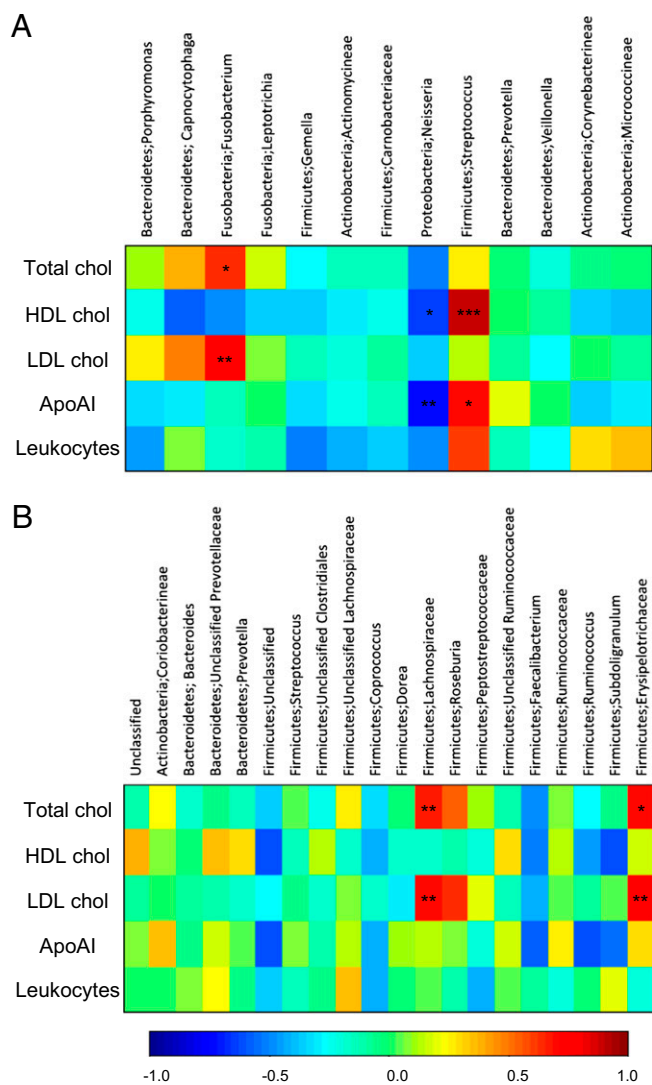 A
Bacteroidetes;Porphyromonas
Bacteroidetes; Capnocytophaga
Fusobacteria;Fusobacterium
Fusobacteria;Leptotrichia
Firmicutes;Gemella
Actinobacteria;Actinomycineae
Firmicutes;Carnobacteriaceae
Proteobacteria;Neisseria
Firmicutes;Streptococcus
Bacteroidetes;Prevotella
Bacteroidetes;Veillonella
Actinobacteria;Corynebacterineae
Actinobacteria;Micrococcineae
Total chol
*
HDL chol
* ***
LDL chol
**
ApoAI
** *
Leukocytes
B
Unclassified
Actinobacteria;Coriobacterineae
Bacteroidetes; Bacteroides
Bacteroidetes;Unclassified Prevotellaceae
Bacteroidetes;Prevotella
Firmicutes;Unclassified
Firmicutes;Streptococcus
Firmicutes;Unclassified Clostridiales
Firmicutes;Unclassified Lachnospiraceae
Firmicutes;Coprococcus
Firmicutes;Dorea
Firmicutes;Lachnospiraceae
Firmicutes;Roseburia
Firmicutes;Peptostreptococcaceae
Firmicutes;Unclassified Ruminococcaceae
Firmicutes;Faecalibacterium
Firmicutes;Ruminococcaceae
Firmicutes;Ruminococcus
Firmicutes;Subdoligranulum
Firmicutes;Erysipelotrichaceae
Total chol
** *
HDL chol
LDL chol
** **
ApoAI
Leukocytes
-1.0 -0.5 0.0 0.5 1.0